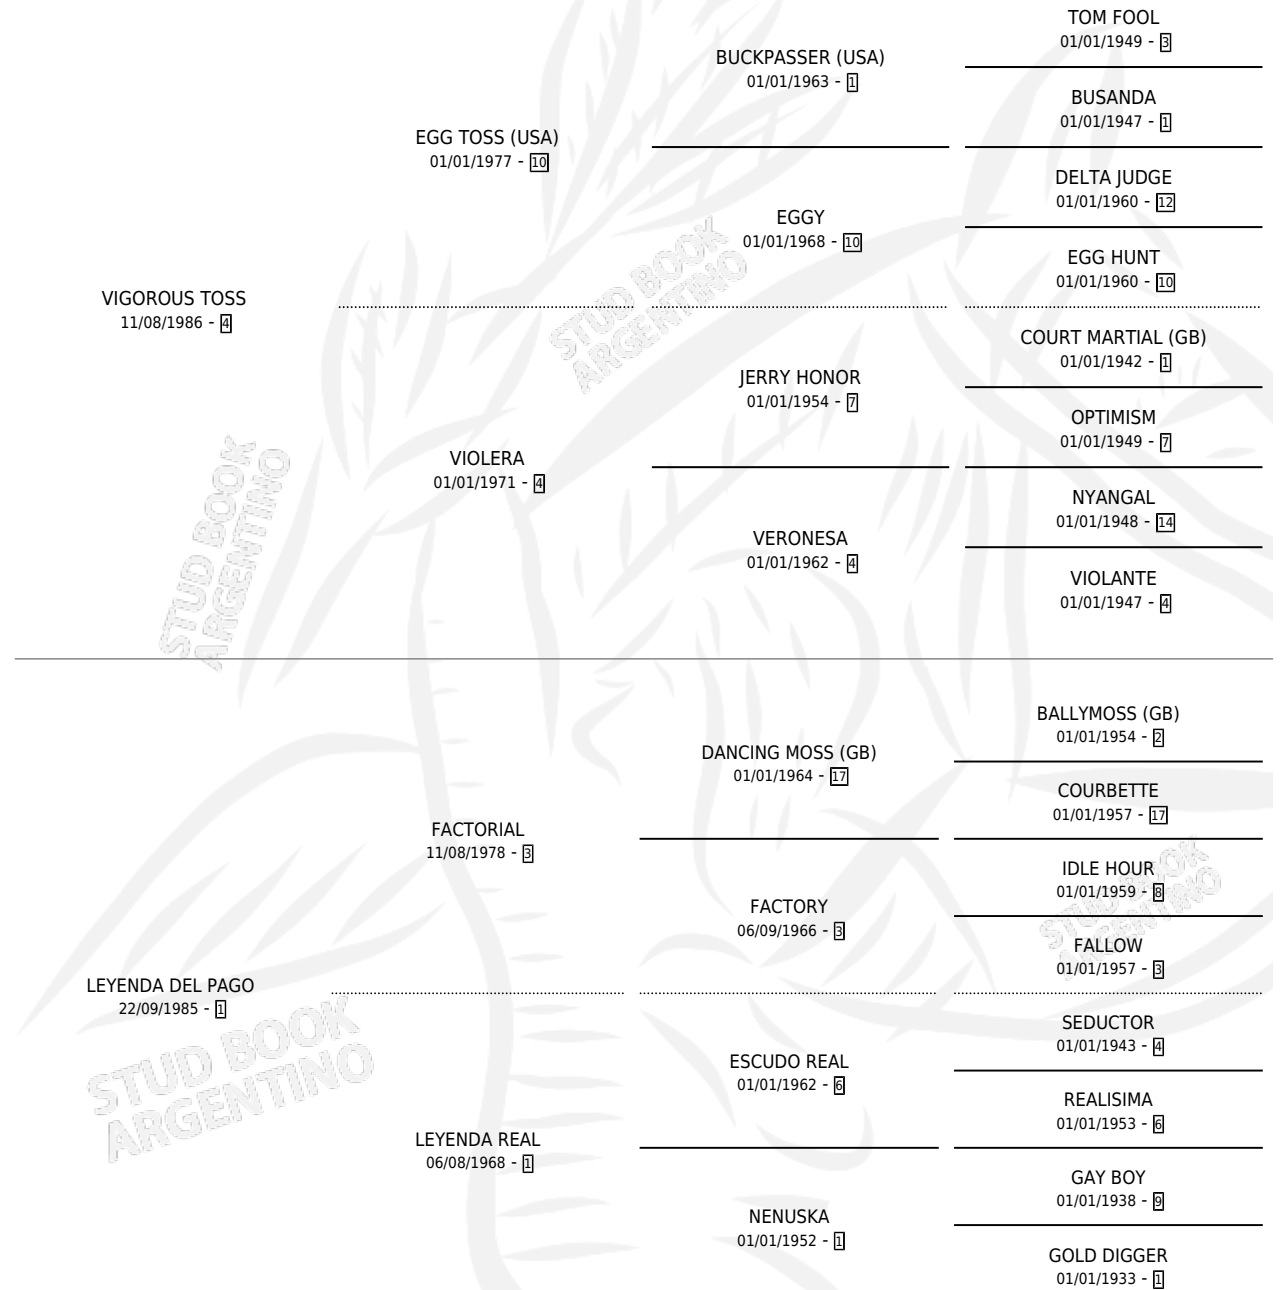 TOM FOOL
01/01/1949 - 3
BUCKPASSER (USA)
01/01/1963 - 1
BUSANDA
01/01/1947 - 1
EGG TOSS (USA)
01/01/1977 - 10
DELTA JUDGE
01/01/1960 - 12
EGGY
01/01/1968 - 10
EGG HUNT
01/01/1960 - 10
VIGOROUS TOSS
11/08/1986 - 4
COURT MARTIAL (GB)
01/01/1942 - 1
JERRY HONOR
01/01/1954 - 7
OPTIMISM
01/01/1949 - 7
VIOLERA
01/01/1971 - 4
NYANGAL
01/01/1948 - 14
VERONESA
01/01/1962 - 4
VIOLANTE
01/01/1947 - 4
BALLYMOSS (GB)
01/01/1954 - 2
DANCING MOSS (GB)
01/01/1964 - 17
COURBETTE
01/01/1957 - 17
FACTORIAL
11/08/1978 - 3
IDLE HOUR
01/01/1959 - 8
FACTORY
06/09/1966 - 3
FALLOW
01/01/1957 - 3
LEYENDA DEL PAGO
22/09/1985 - 1
SEDUCTOR
01/01/1943 - 4
ESCUDO REAL
01/01/1962 - 6
REALISIMA
01/01/1953 - 6
LEYENDA REAL
06/08/1968 - 1
GAY BOY
01/01/1938 - 9
NENUSKA
01/01/1952 - 1
GOLD DIGGER
01/01/1933 - 1
STUD BOOK
ARGENTINO
STUD BOOK
ARGENTINO
STUD BOOK
ARGENTINO
STUD BOOK
ARGENTINO